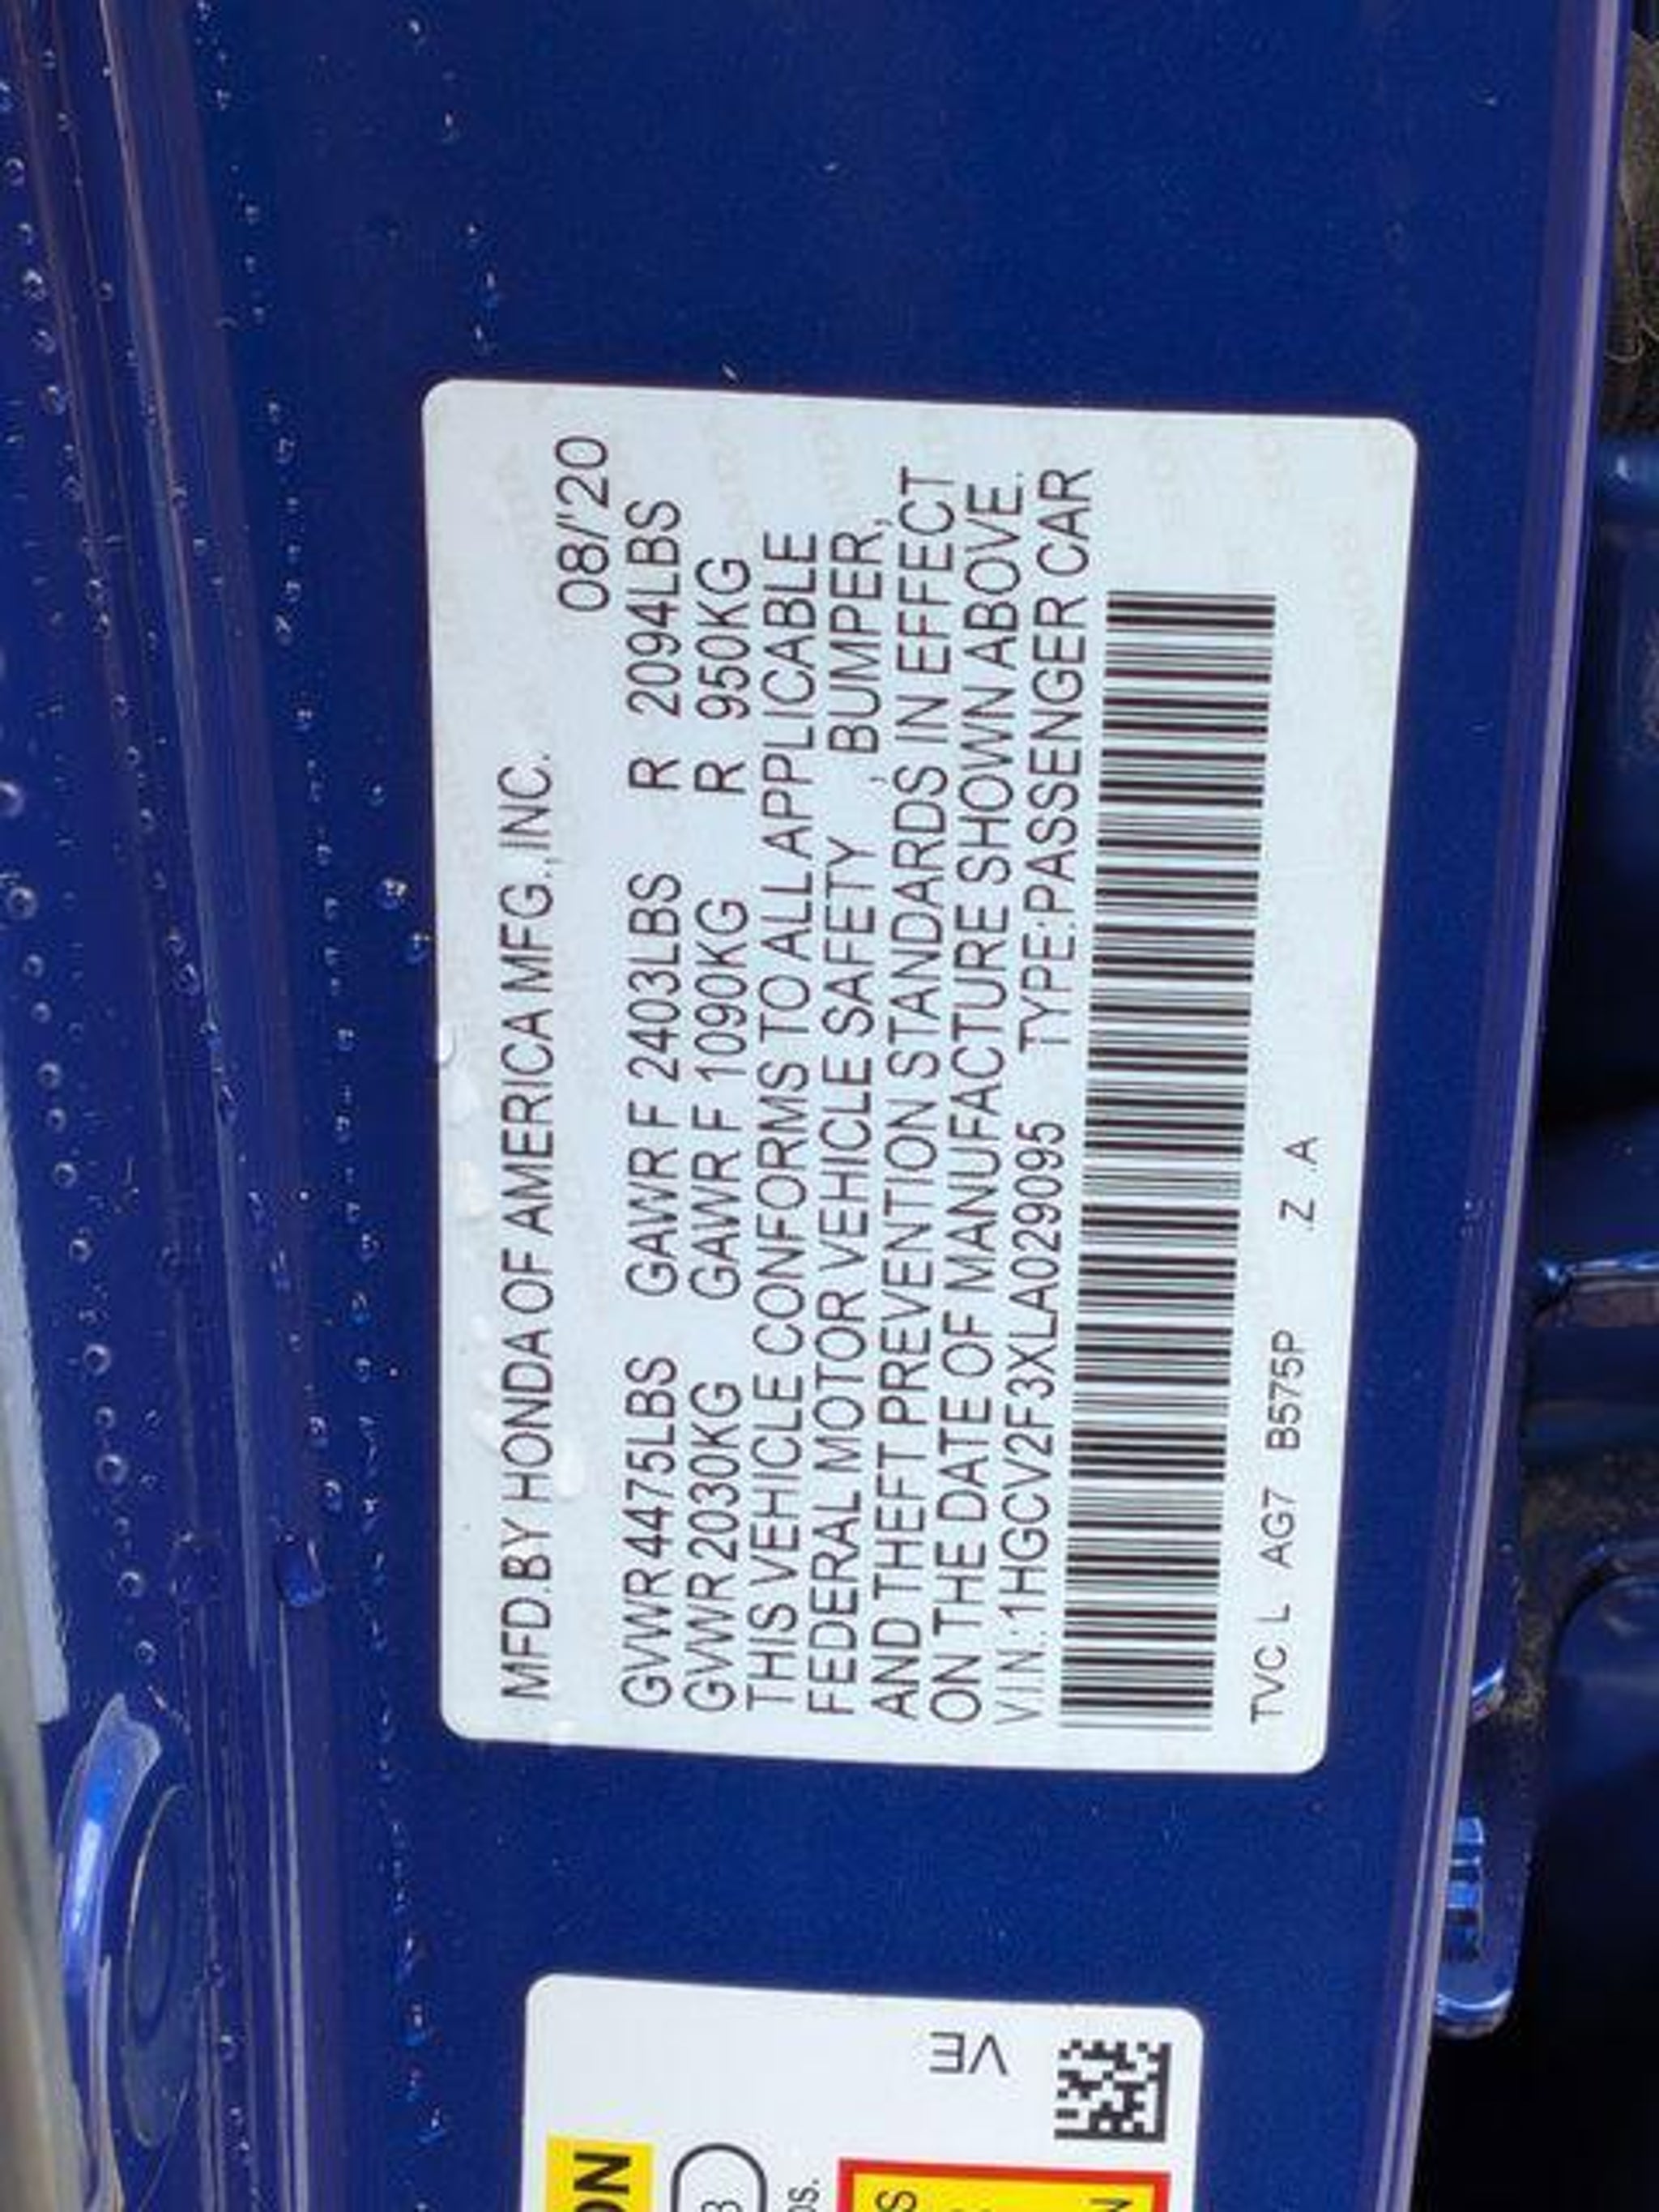 MFD.BY HONDA OF AMERICA MFG.,INC.
08/'20
GVWR 4475LBS GAWR F 2403LBS R 2094LBS
GVWR 2030KG GAWR F 1090KG R 950KG
THIS VEHICLE CONFORMS TO ALL APPLICABLE
FEDERAL MOTOR VEHICLE SAFETY , BUMPER,
AND THEFT PREVENTION STANDARDS IN EFFECT
ON THE DATE OF MANUFACTURE SHOWN ABOVE.
V.I.N.:1HGCV2F3XLA029095 TYPE:PASSENGER CAR
TVC L AG7 B575P Z .A
VE